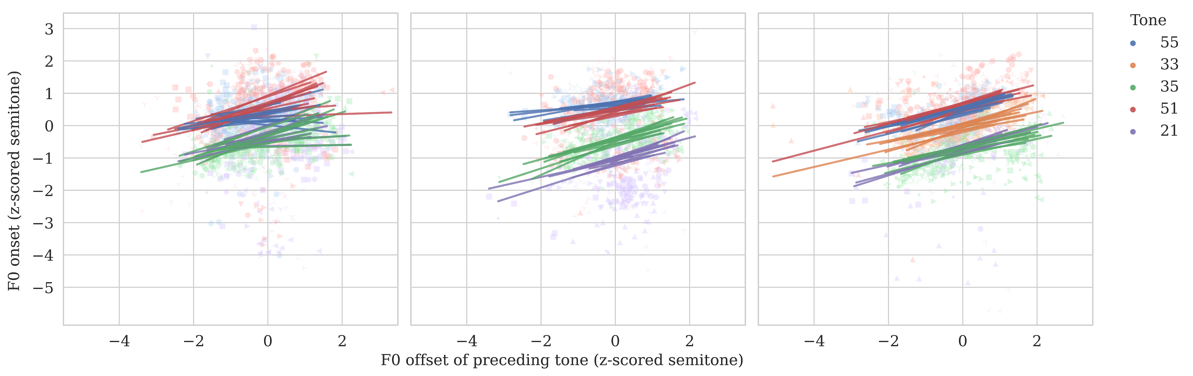 F0 onset (z-scored semitone)
3
2
1
0
−1
−2
−3
−4
−5
−4 −2 0 2
−4 −2 0 2
−4 −2 0 2
F0 offset of preceding tone (z-scored semitone)
Tone
55
33
35
51
21